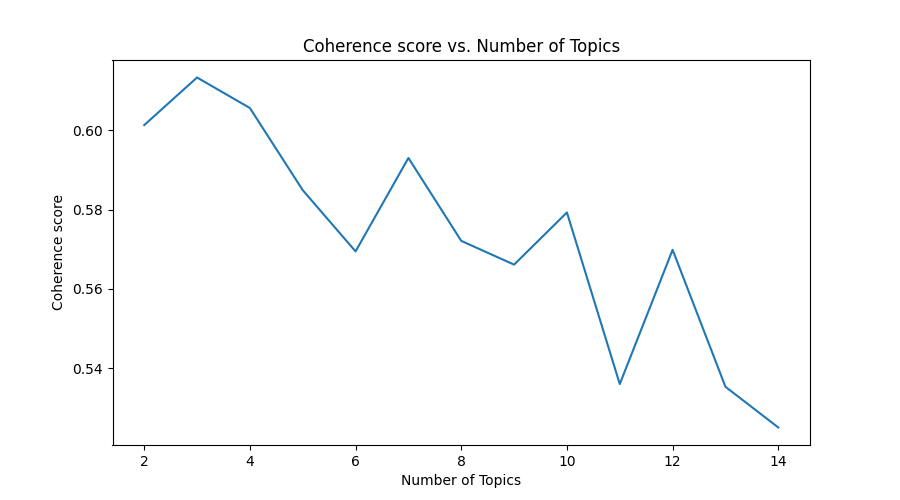 Coherence score vs. Number of Topics
Coherence score
0.60
0.58
0.56
0.54
2 4 6 8 10 12 14
Number of Topics